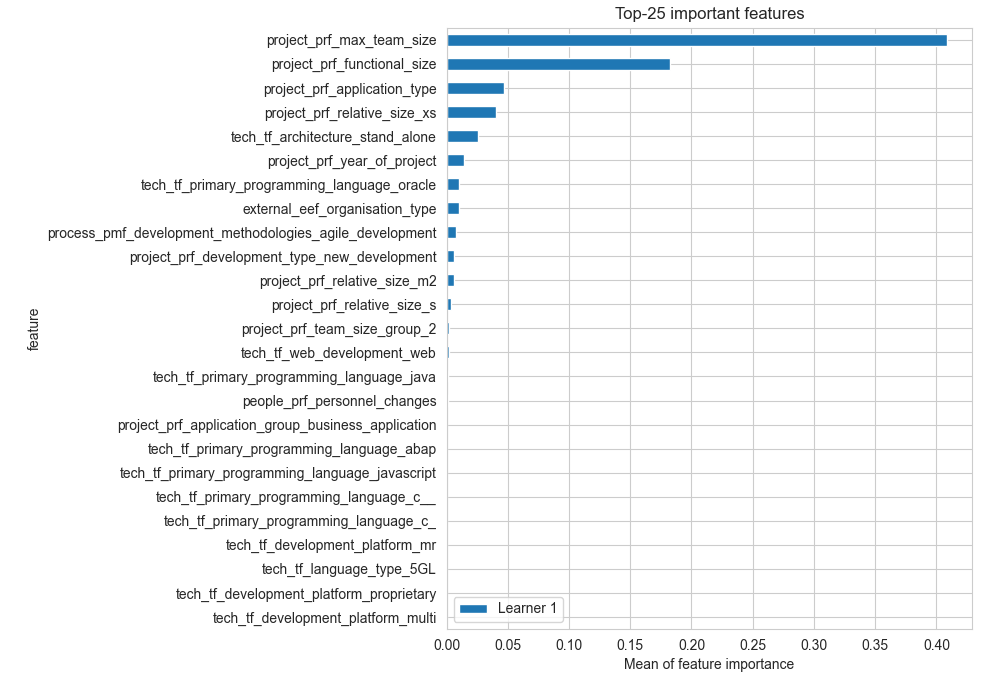 Top-25 important features
project_prf_max_team_size
project_prf_functional_size
project_prf_application_type
project_prf_relative_size_xs
tech_tf_architecture_stand_alone
project_prf_year_of_project
tech_tf_primary_programming_language_oracle
external_eef_organisation_type
process_pmf_development_methodologies_agile_development
project_prf_development_type_new_development
project_prf_relative_size_m2
project_prf_relative_size_s
project_prf_team_size_group_2
tech_tf_web_development_web
tech_tf_primary_programming_language_java
people_prf_personnel_changes
project_prf_application_group_business_application
tech_tf_primary_programming_language_abap
tech_tf_primary_programming_language_javascript
tech_tf_primary_programming_language_c__
tech_tf_primary_programming_language_c_
tech_tf_development_platform_mr
tech_tf_language_type_5GL
tech_tf_development_platform_proprietary
tech_tf_development_platform_multi
feature
Learner 1
0.00 0.05 0.10 0.15 0.20 0.25 0.30 0.35 0.40
Mean of feature importance